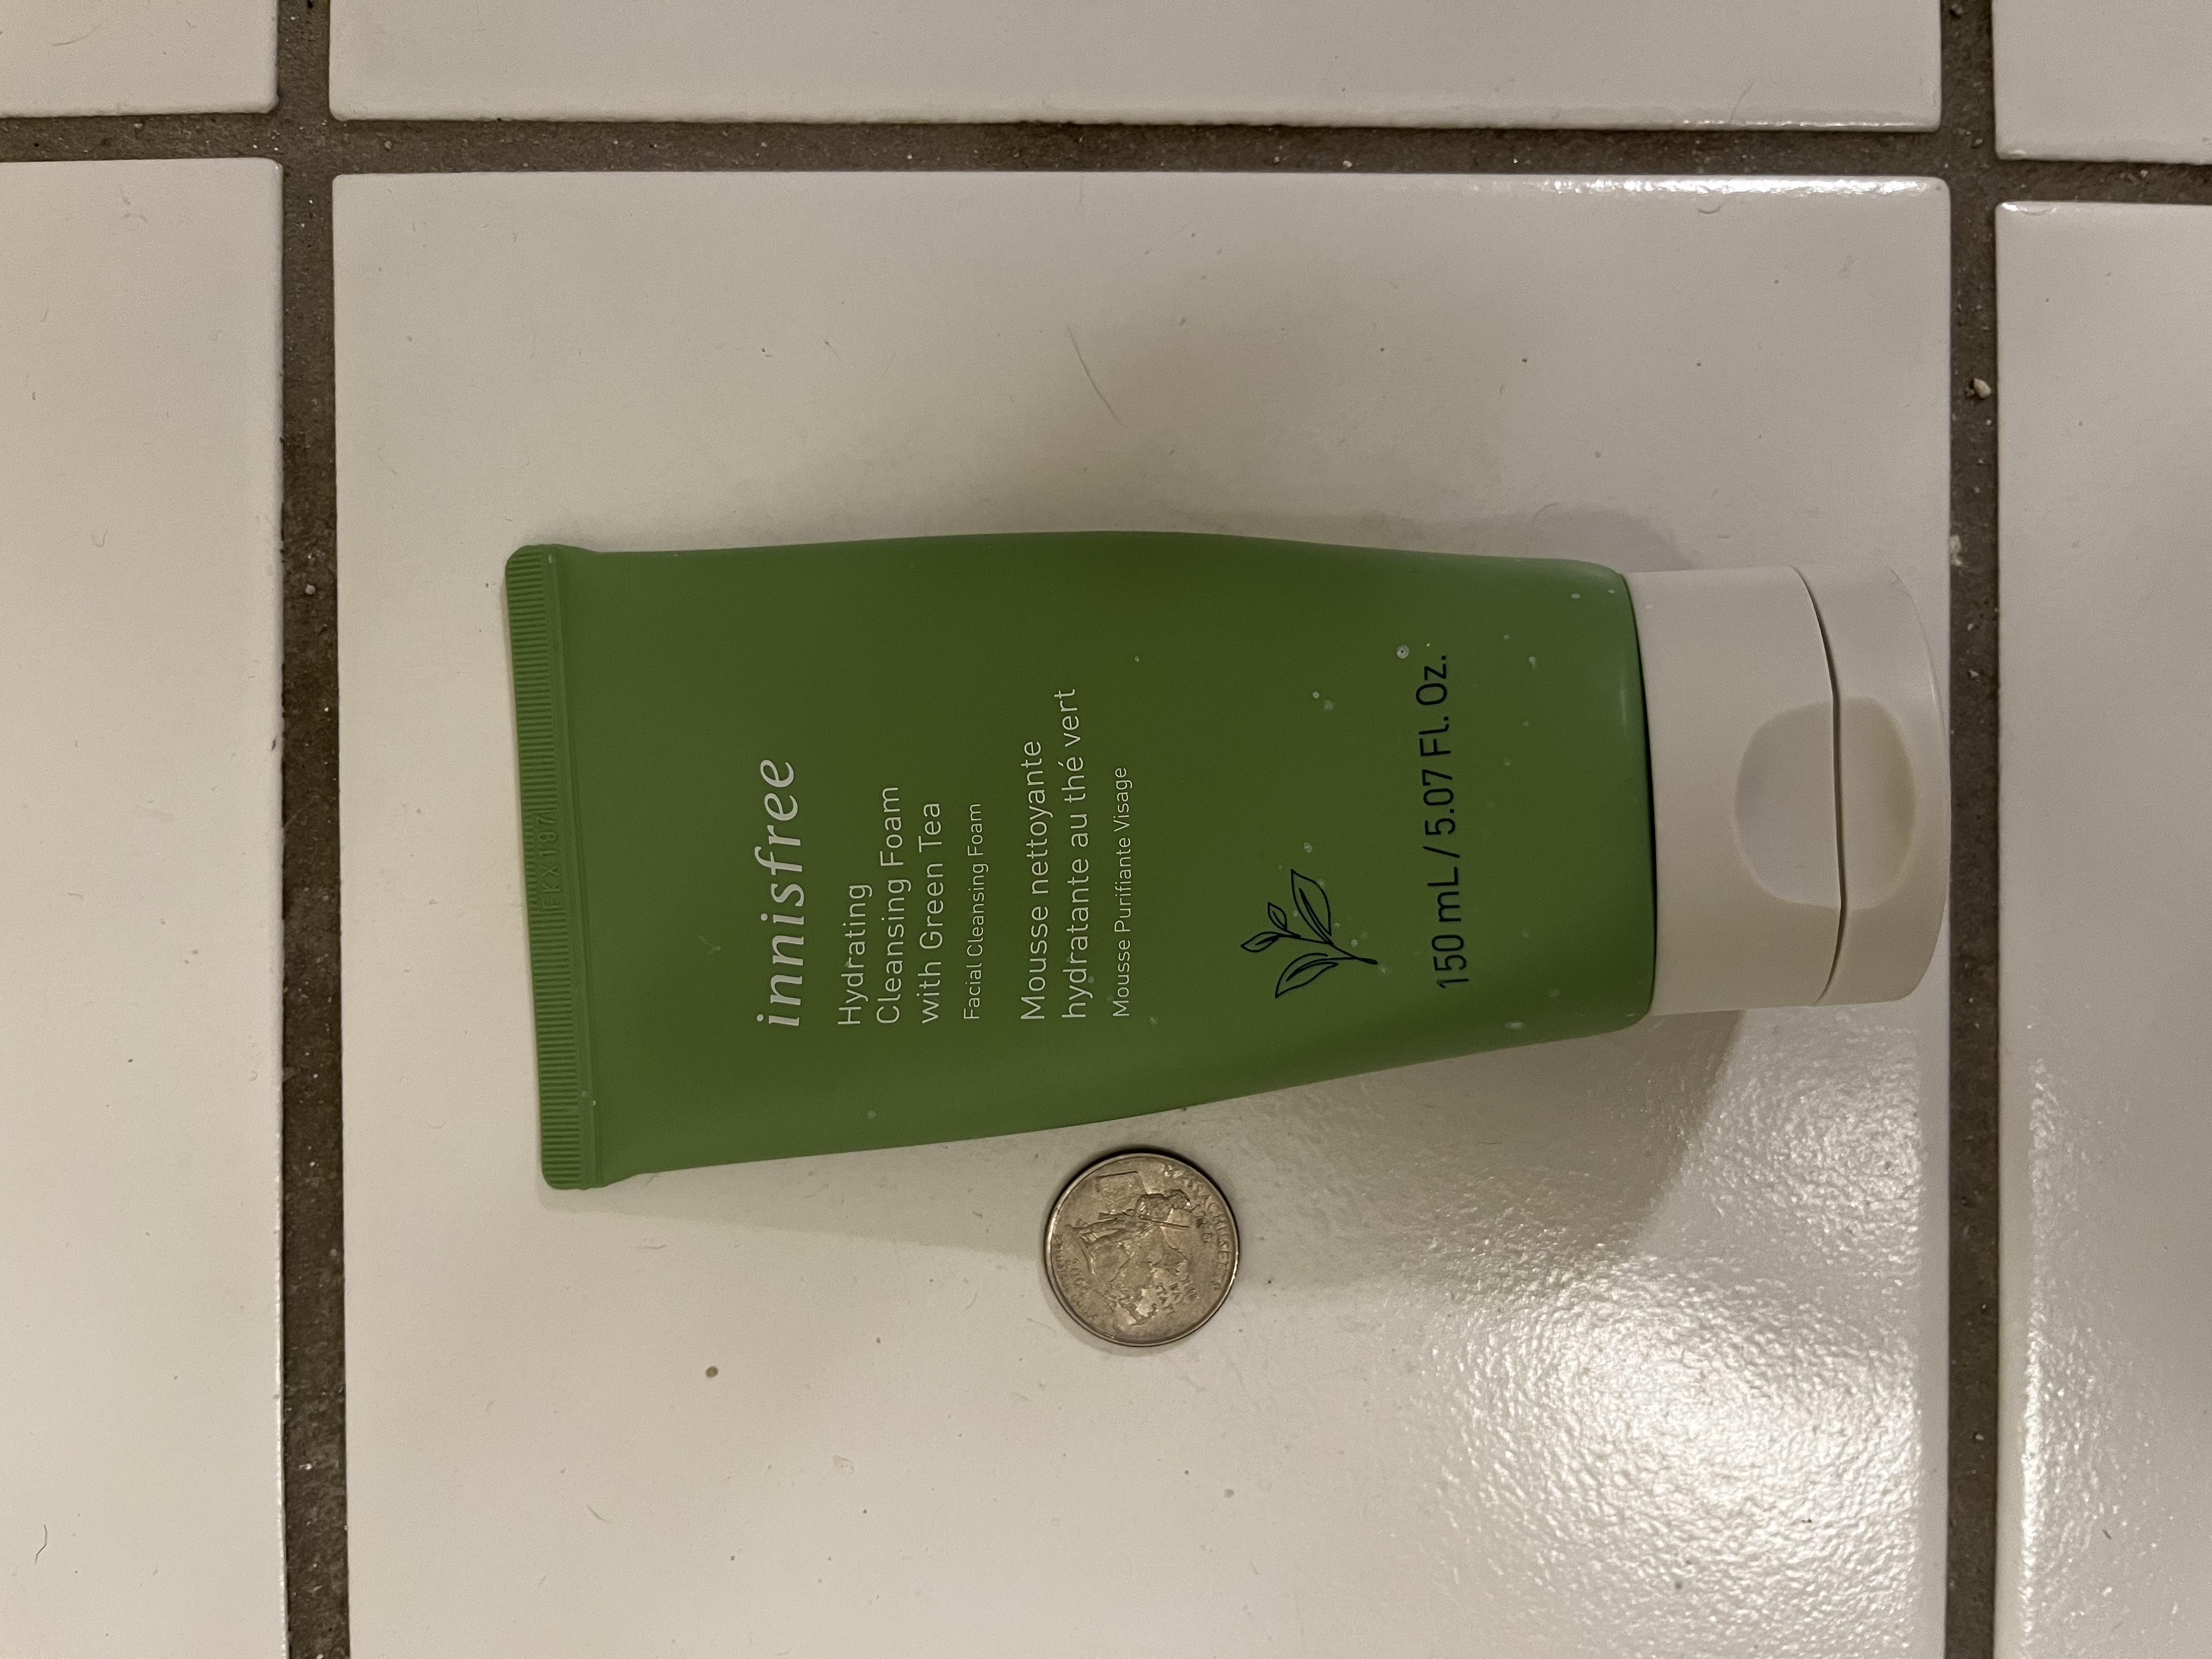 FKX197
innisfree
Hydrating
Cleansing Foam
with Green Tea
Facial Cleansing Foam
Mousse nettoyante
hydratante au thé vert
Mousse Purifiante Visage
150 mL / 5.07 Fl. Oz.